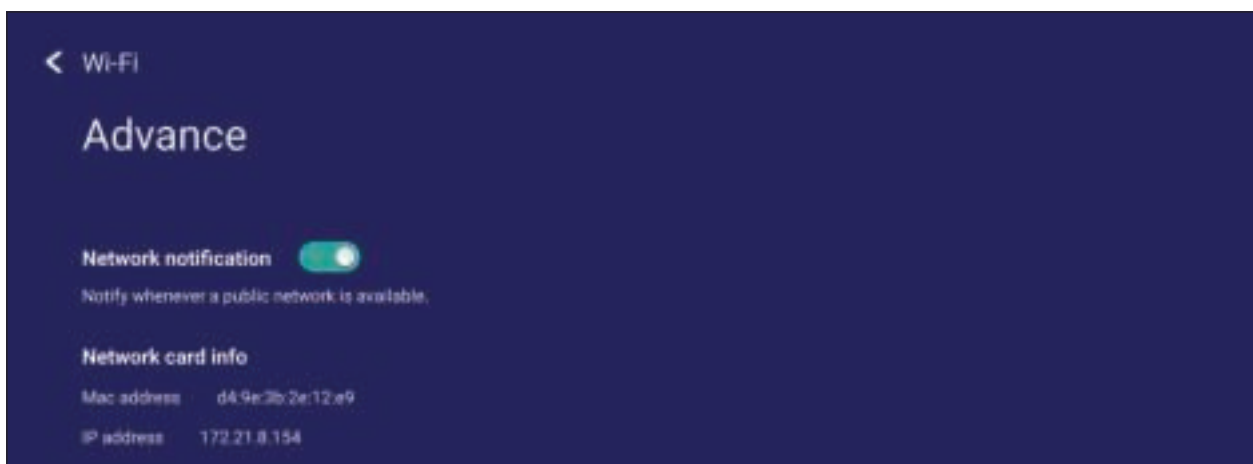 Wi-Fi
Advance
Network notification
Notify whenever a public network is available.
Network card info
Mac address d4:9e:3b:2e:12:e9
IP address 172.21.8.154